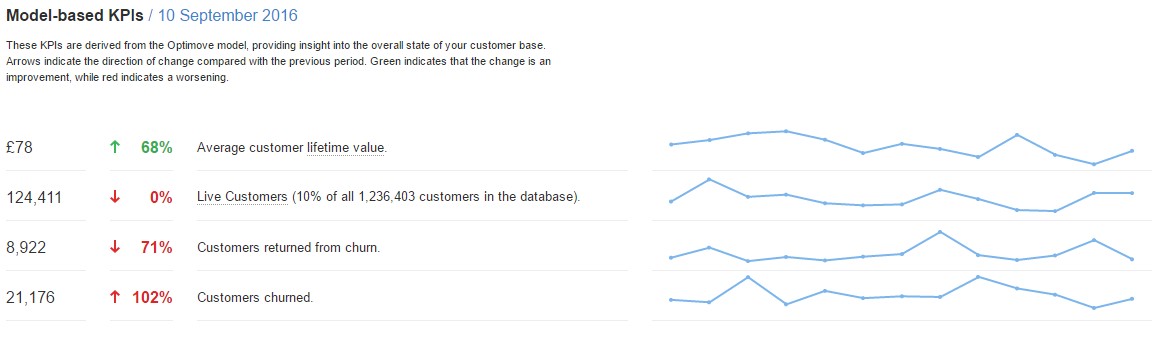 Model-based KPIs / 10 September 2016
These KPIs are derived from the Optimove model, providing insight into the overall state of your customer base.
Arrows indicate the direction of change compared with the previous period. Green indicates that the change is an
improvement, while red indicates a worsening.
£78 ↑ 68% Average customer lifetime value.
124,411 ↓ 0% Live Customers (10% of all 1,236,403 customers in the database).
8,922 ↓ 71% Customers returned from churn.
21,176 ↑ 102% Customers churned.